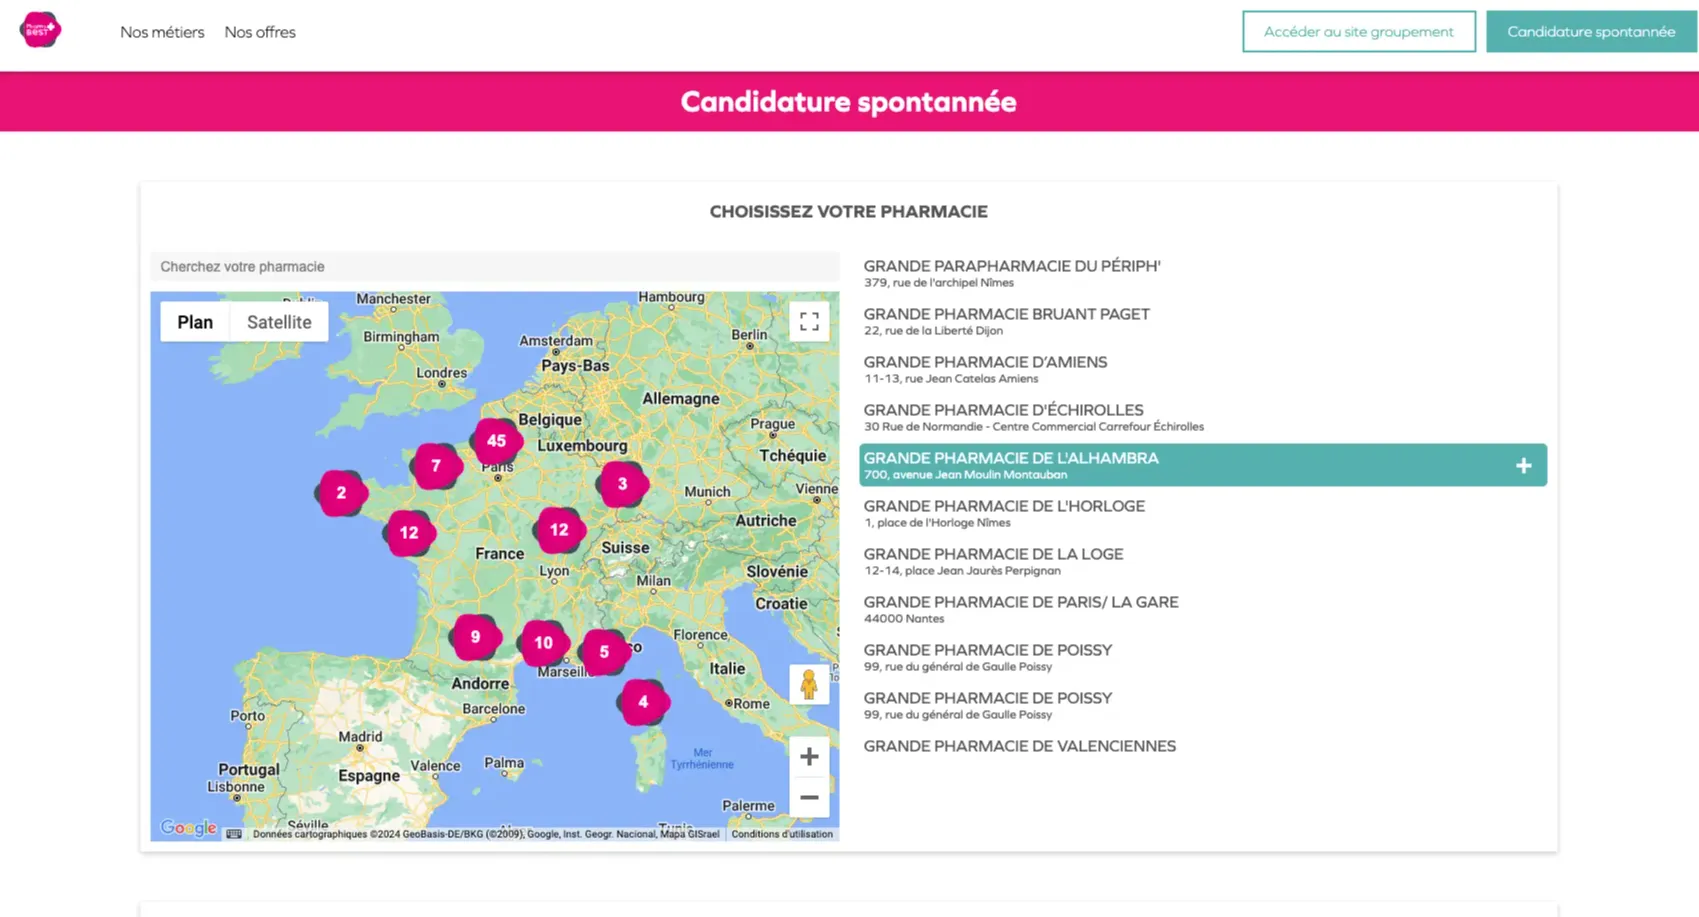 Pharma
BEST
Nos métiers
Nos offres
Accéder au site groupement
Candidature spontannée
Candidature spontannée
CHOISISSEZ VOTRE PHARMACIE
Cherchez votre pharmacie
Plan
Satellite
Dublin
Manchester
Hambourg
Birmingham
Amsterdam
Berlin
Pays-Bas
Londres
Allemagne
Belgique
Prague
45
Luxembourg
Tchéquie
7
Paris
3
2
Munich
Vienne
12
12
Autriche
France
Suisse
Lyon
Slovénie
Milan
Croatie
9
10
5
Florence
Marseille
Italie
Andorre
4
Rome
Barcelone
Porto
Madrid
Mer
Tyrrhénienne
Valence
Palma
Portugal
Espagne
Lisbonne
Palerme
Séville
Tunis
Google
Données cartographiques ©2024 GeoBasis-DE/BKG (©2009), Google, Inst. Geogr. Nacional, Mapa GISrael
Conditions d'utilisation
GRANDE PARAPHARMACIE DU PÉRIPH'
379, rue de l'archipel Nîmes
GRANDE PHARMACIE BRUANT PAGET
22, rue de la Liberté Dijon
GRANDE PHARMACIE D'AMIENS
11-13, rue Jean Catelas Amiens
GRANDE PHARMACIE D'ÉCHIROLLES
30 Rue de Normandie - Centre Commercial Carrefour Échirolles
GRANDE PHARMACIE DE L'ALHAMBRA
700, avenue Jean Moulin Montauban
GRANDE PHARMACIE DE L'HORLOGE
1, place de l'Horloge Nîmes
GRANDE PHARMACIE DE LA LOGE
12-14, place Jean Jaurès Perpignan
GRANDE PHARMACIE DE PARIS/ LA GARE
44000 Nantes
GRANDE PHARMACIE DE POISSY
99, rue du général de Gaulle Poissy
GRANDE PHARMACIE DE POISSY
99, rue du général de Gaulle Poissy
GRANDE PHARMACIE DE VALENCIENNES